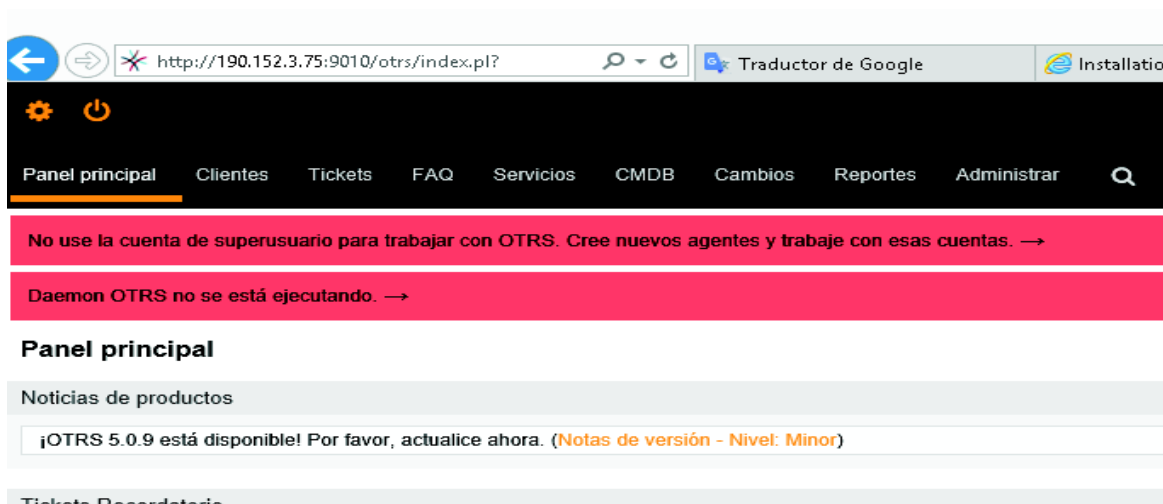 http://190.152.3.75:9010/otrs/index.pl?
Traductor de Google
Installatio
Panel principal Clientes Tickets FAQ Servicios CMDB Cambios Reportes Administrar
No use la cuenta de superusuario para trabajar con OTRS. Cree nuevos agentes y trabaje con esas cuentas. →
Daemon OTRS no se está ejecutando. →
Panel principal
Noticias de productos
¡OTRS 5.0.9 está disponible! Por favor, actualice ahora. (Notas de versión - Nivel: Minor)
Tickets Recordatorio